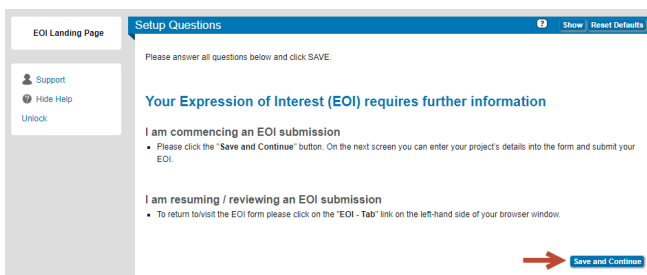 EOI Landing Page
Support
Hide Help
Unlock
Setup Questions
? Show Reset Defaults
Please answer all questions below and click SAVE.
Your Expression of Interest (EOI) requires further information
I am commencing an EOI submission
▪ Please click the "Save and Continue" button. On the next screen you can enter your project's details into the form and submit your
EOI.
I am resuming / reviewing an EOI submission
▪ To return to/visit the EOI form please click on the "EOI - Tab" link on the left-hand side of your browser window.
Save and Continue